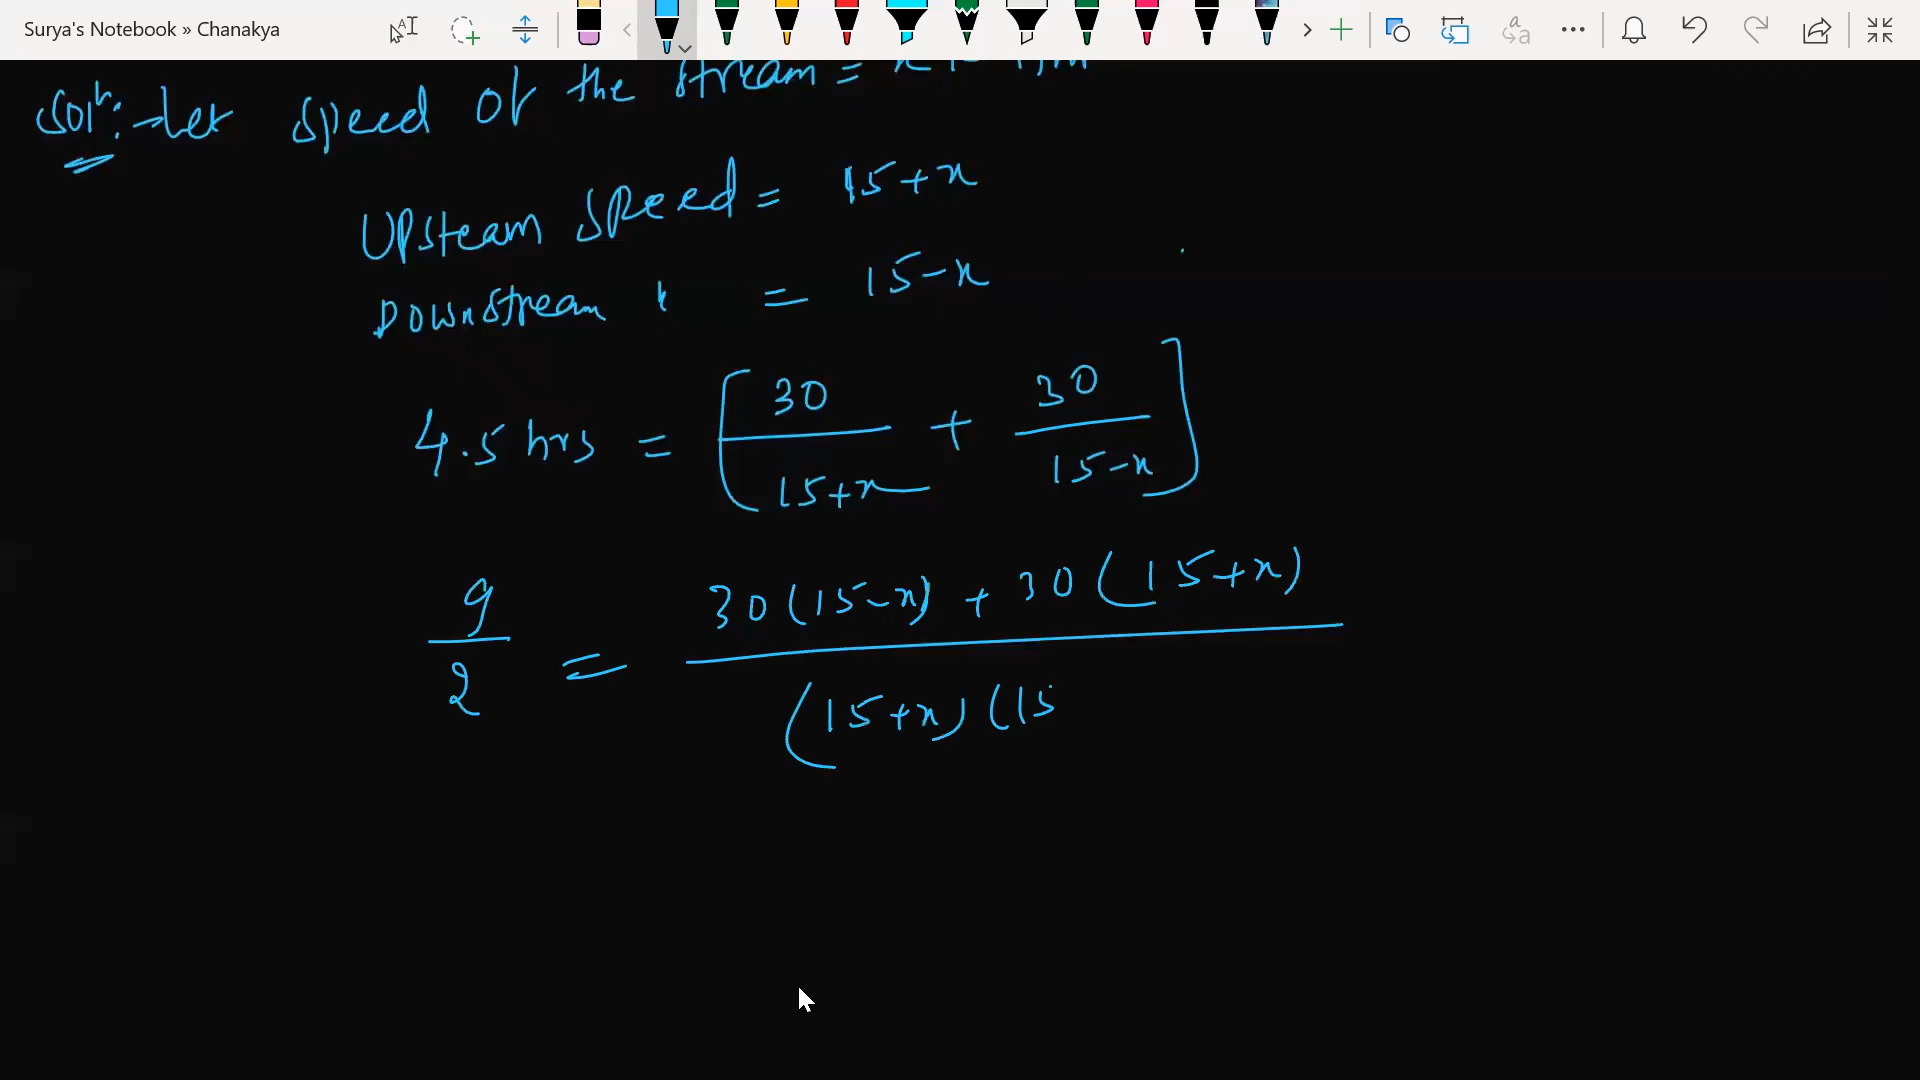 Surya's Notebook » Chanakya
Solⁿ:→ Let speed of the stream =
UPsteam speed = 15+x
Downstream " = 15-x
4.5 hrs = [30/15+x + 30/15-x]
9/2 = 30(15-x) + 30(15+x)/(15+x)(15